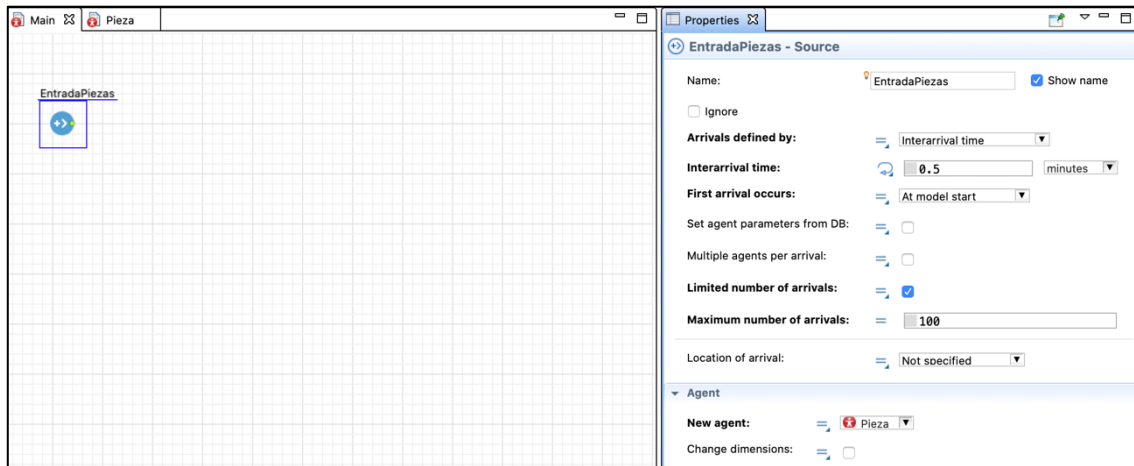 Main
Pieza
EntradaPiezas
Properties
EntradaPiezas - Source
Name:
EntradaPiezas
Show name
Ignore
Arrivals defined by:
Interarrival time
Interarrival time:
0.5
minutes
First arrival occurs:
At model start
Set agent parameters from DB:
Multiple agents per arrival:
Limited number of arrivals:
Maximum number of arrivals:
100
Location of arrival:
Not specified
Agent
New agent:
Pieza
Change dimensions: